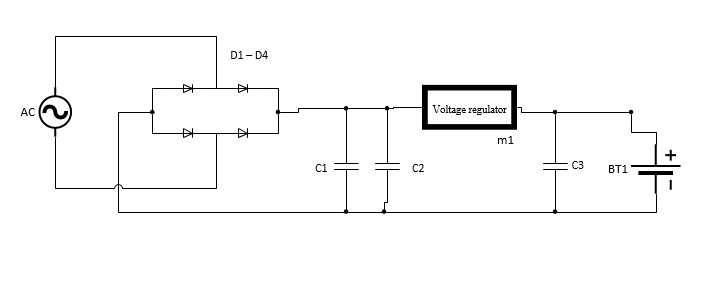 D1 – D4
AC
Voltage regulator
m1
C1
C2
C3
BT1
+